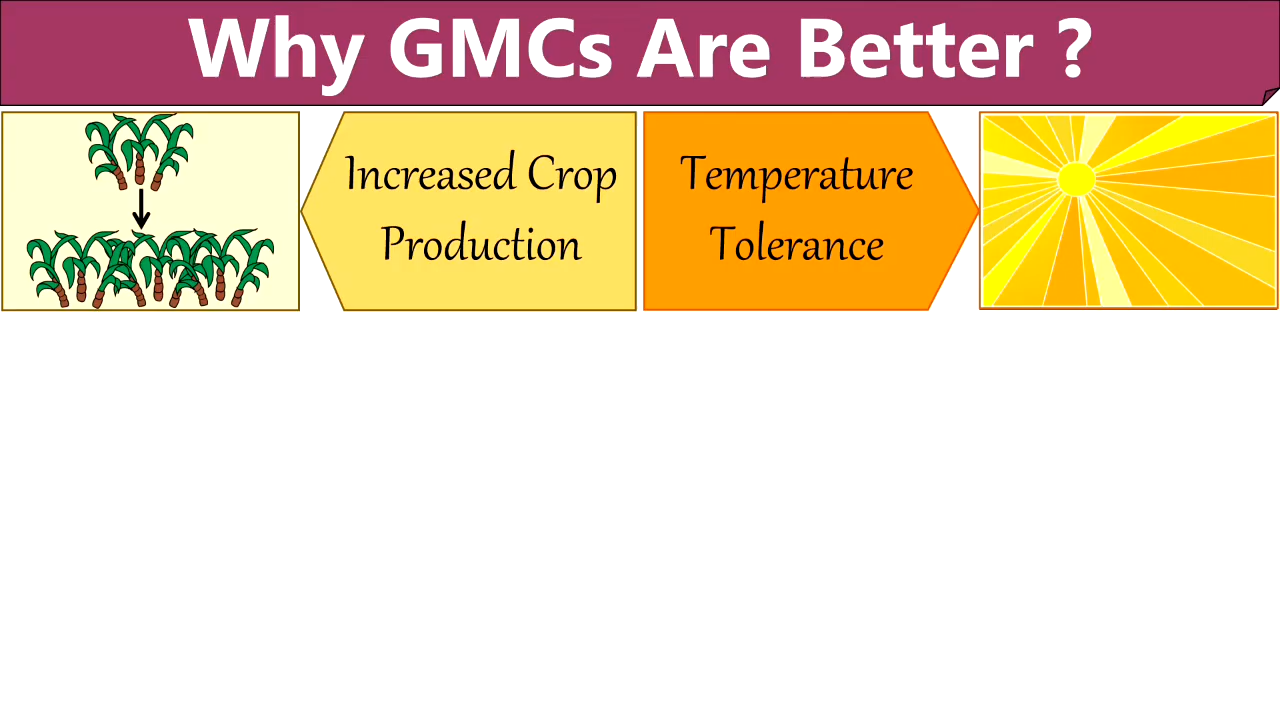 Why GMCs Are Better ?
Increased Crop
Production
Temperature
Tolerance